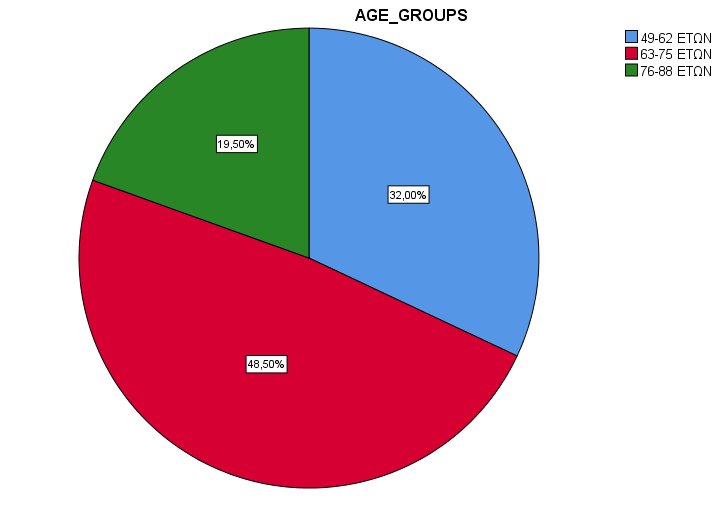 AGE_GROUPS
49-62 ΕΤΩΝ
63-75 ΕΤΩΝ
76-88 ΕΤΩΝ
19,50%
32,00%
48,50%